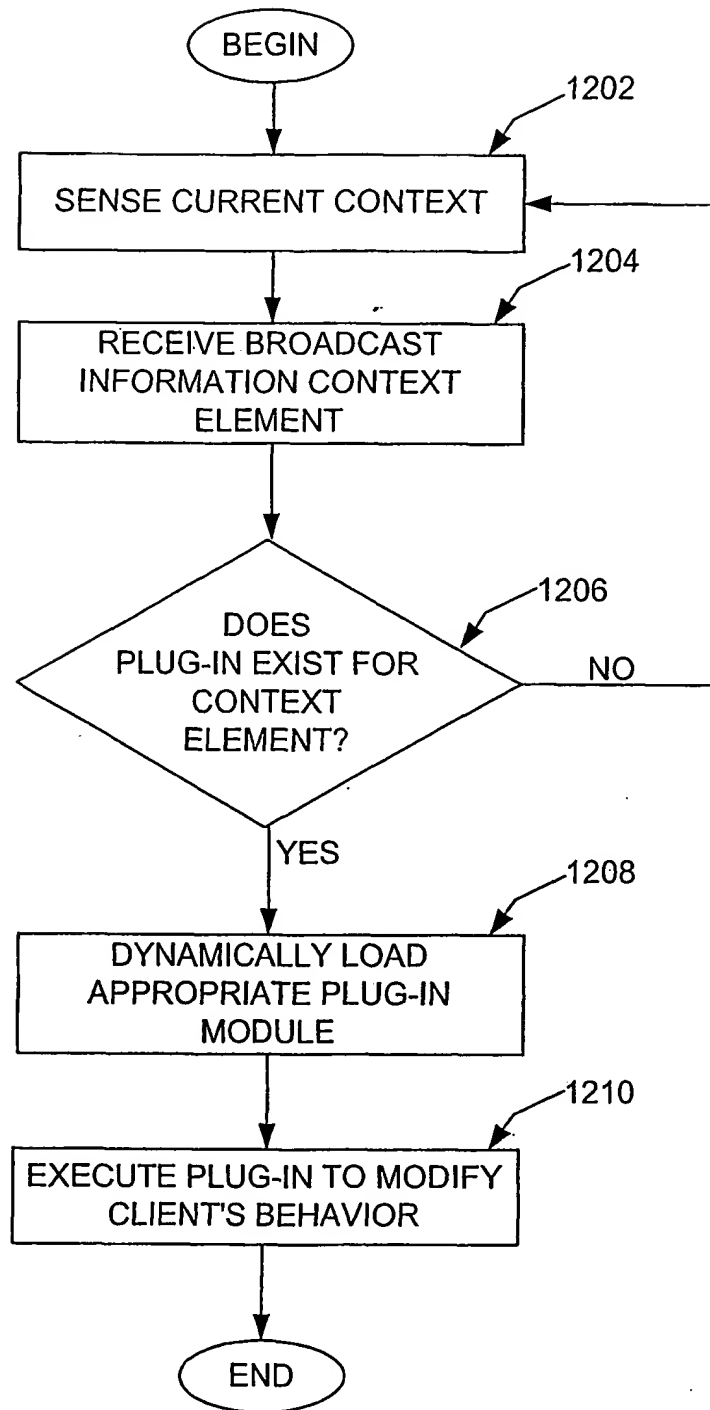 BEGIN
1202
SENSE CURRENT CONTEXT
1204
RECEIVE BROADCAST
INFORMATION CONTEXT
ELEMENT
1206
DOES
PLUG-IN EXIST FOR
CONTEXT
ELEMENT?
NO
YES
1208
DYNAMICALLY LOAD
APPROPRIATE PLUG-IN
MODULE
1210
EXECUTE PLUG-IN TO MODIFY
CLIENT'S BEHAVIOR
END